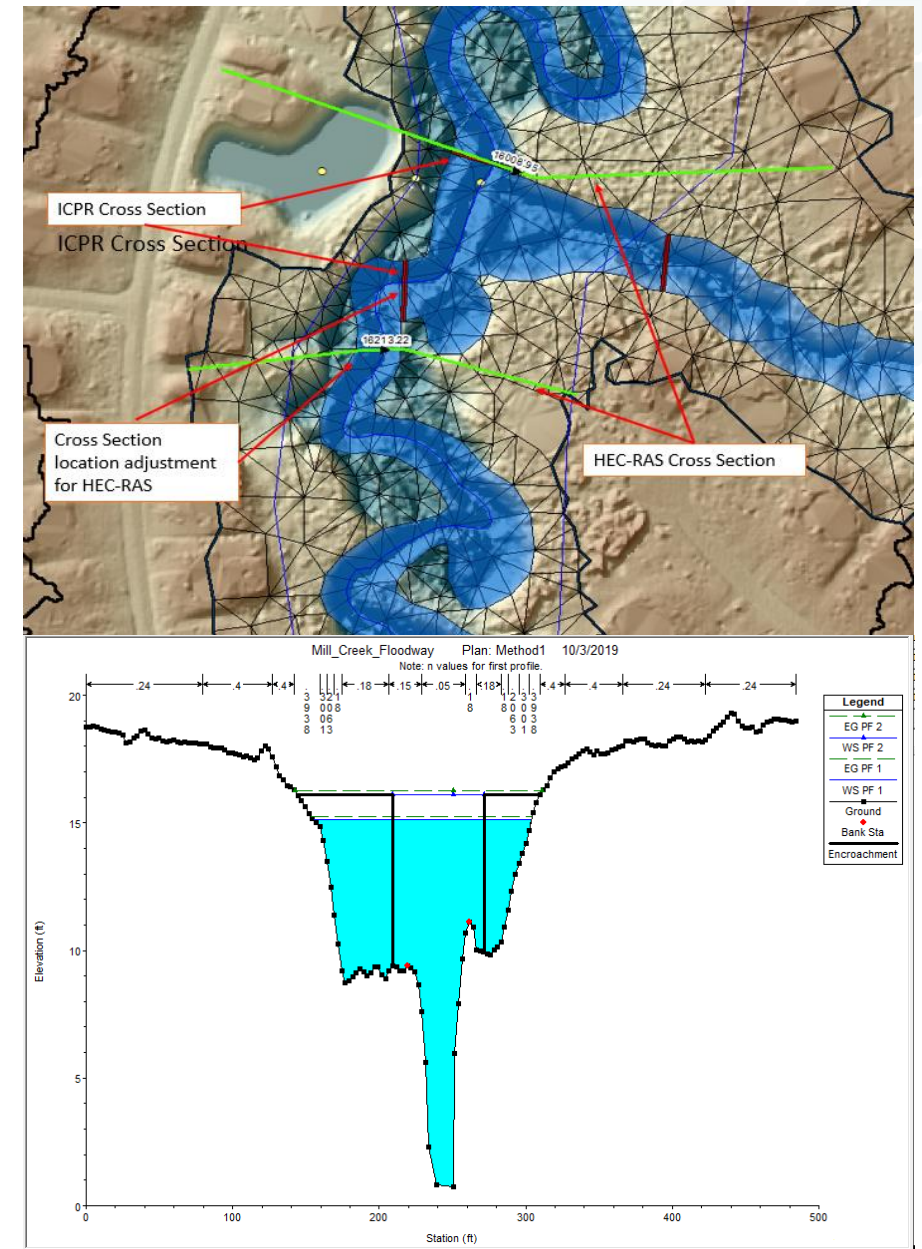 16008.95
ICPR Cross Section
ICPR Cross Section
16213.22
Cross Section
location adjustment
for HEC-RAS
HEC-RAS Cross Section
Mill_Creek_Floodway Plan: Method1 10/3/2019
Note: n values for first profile.
.24 .4 .4 .18 .15 .05 .18 .4 .4 .24 .24
20
15
10
5
0
Elevation (ft)
0 100 200 300 400 500
Station (ft)
Legend
EG PF 2
WS PF 2
EG PF 1
WS PF 1
Ground
Bank Sta
Encroachment